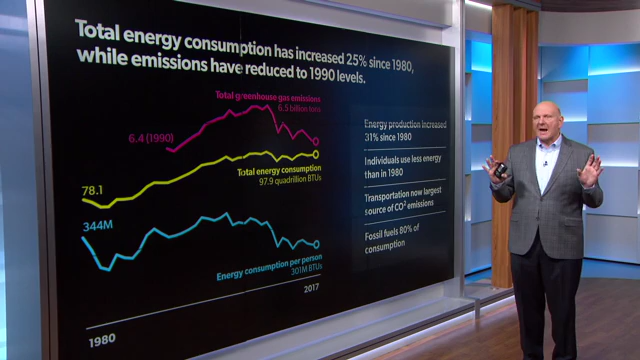 Total energy consumption has increased 25% since 1980,
while emissions have reduced to 1990 levels.
Total greenhouse gas emissions
6.5 billion tons
6.4 (1990)
Total energy consumption
97.9 quadrillion BTUs
78.1
344M
Energy consumption per person
301M BTUs
1980
2017
Energy production increased
31% since 1980
Individuals use less energy
than in 1980
Transportation now largest
source of CO² emissions
Fossil fuels 80% of
consumption